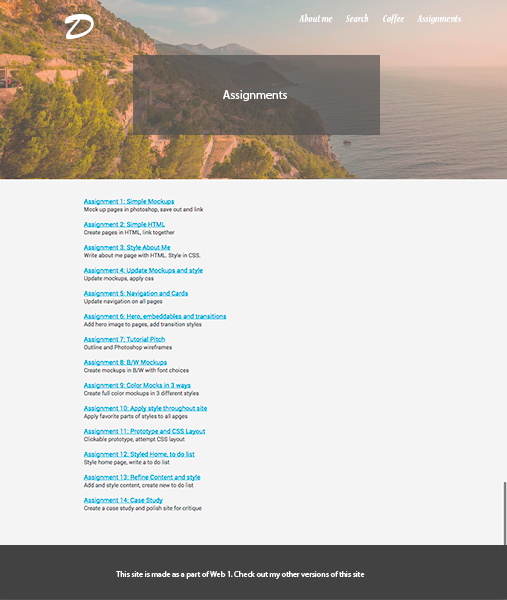 D
About me Search Coffee Assignments
Assignments
Assignment 1: Simple Mockups
Mock up pages in photoshop, save out and link
Assignment 2: Simple HTML
Create pages in HTML, link together
Assignment 3: Style About Me
Write about me page with HTML. Style in CSS.
Assignment 4: Update Mockups and style
Update mockups, apply css
Assignment 5: Navigation and Cards
Update navigation on all pages
Assignment 6: Hero, embeddables and transitions
Add hero image to pages, add transition styles
Assignment 7: Tutorial Pitch
Outline and Photoshop wireframes
Assignment 8: B/W Mockups
Create mockups in B/W with font choices
Assignment 9: Color Mocks in 3 ways
Create full color mockups in 3 different styles
Assignment 10: Apply style throughout site
Apply favorite parts of styles to all apges
Assignment 11: Prototype and CSS Layout
Clickable prototype, attempt CSS layout
Assignment 12: Styled Home, to do list
Style home page, write a to do list
Assignment 13: Refine Content and style
Add and style content, create new to do list
Assignment 14: Case Study
Create a case study and polish site for critique
This site is made as a part of Web 1. Check out my other versions of this site